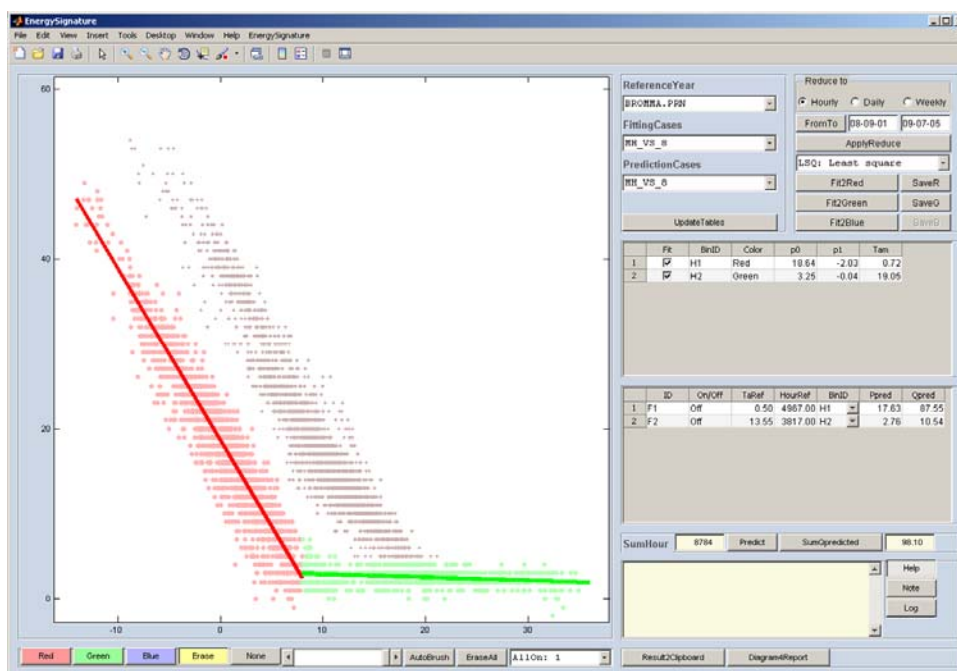 EnergySignature
File Edit View Insert Tools Desktop Window Help EnergySignature
60
40
20
0
-10 0 10 20 30
ReferenceYear
BROMMA.PRN
FittingCases
MH_VS_8
PredictionCases
MH_VS_8
UpdateTables
Reduce to
Hourly Daily Weekly
FromTo 08-09-01 09-07-05
ApplyReduce
LSQ: Least square
Fit2Red SaveR
Fit2Green SaveG
Fit2Blue SaveB
Fit BinID Color p0 p1 Tam
1 H1 Red 18.64 -2.03 0.72
2 H2 Green 3.25 -0.04 19.05
ID On/Off TaRef HourRef BinID Ppred Qpred
1 F1 Off 0.50 4967.00 H1 17.63 87.55
2 F2 Off 13.55 3817.00 H2 2.76 10.54
SumHour 8784 Predict SumQpredicted 98.10
Help
Note
Log
Red Green Blue Erase None AutoBrush EraseAll AllOn: 1 Result2Clipboard Diagram4Report